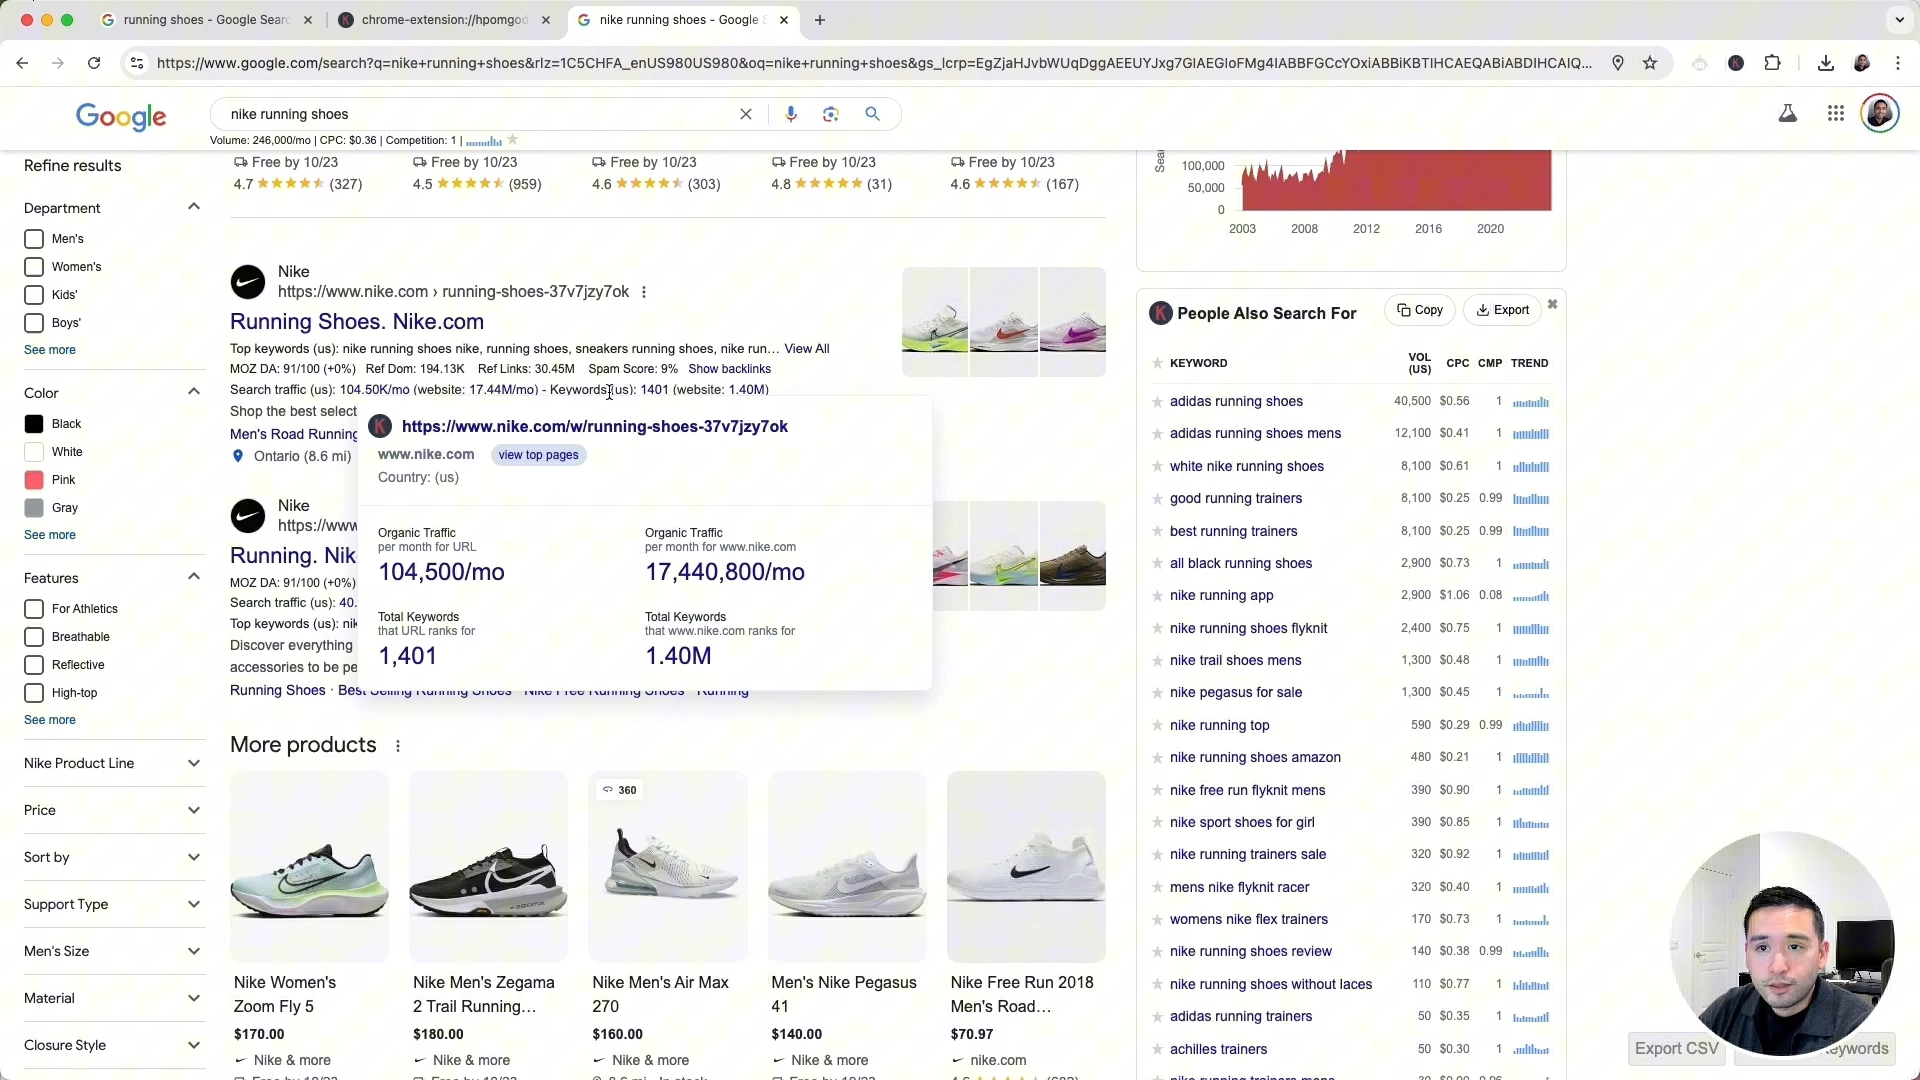 running shoes - Google Sear
chrome-extension://hpomgod
nike running shoes - Google S
https://www.google.com/search?q=nike+running+shoes&rlz=1C5CHFA_enUS980US980&oq=nike+running+shoes&gs_lcrp=EgZjaHJvbWUqDggAEEUYJxg7GIAEGIoFMg4IABBFGCcYOxiABBiKBTIHCAEQABiABDIHCAIQ...
Google
nike running shoes
Volume: 246,000/mo | CPC: $0.36 | Competition: 1 |
Refine results
Department
Men's
Women's
Kids'
Boys'
See more
Color
Black
White
Pink
Gray
See more
Features
For Athletics
Breathable
Reflective
High-top
See more
Nike Product Line
Price
Sort by
Support Type
Men's Size
Material
Closure Style
Free by 10/23 Free by 10/23 Free by 10/23 Free by 10/23 Free by 10/23
4.7 (327) 4.5 (959) 4.6 (303) 4.8 (31) 4.6 (167)
Nike
https://www.nike.com › running-shoes-37v7jzy7ok
Running Shoes. Nike.com
Top keywords (us): nike running shoes nike, running shoes, sneakers running shoes, nike run... View All
MOZ DA: 91/100 (+0%) Ref Dom: 194.13K Ref Links: 30.45M Spam Score: 9% Show backlinks
Search traffic (us): 104.50K/mo (website: 17.44M/mo) - Keywords (us): 1401 (website: 1.40M)
Shop the best select
Men's Road Running
Ontario (8.6 mi)
K https://www.nike.com/w/running-shoes-37v7jzy7ok
www.nike.com view top pages
Country: (us)
Organic Traffic
per month for URL
104,500/mo
Organic Traffic
per month for www.nike.com
17,440,800/mo
Total Keywords
that URL ranks for
1,401
Total Keywords
that www.nike.com ranks for
1.40M
Nike
https://www
Running. Nik
MOZ DA: 91/100 (+0%)
Search traffic (us): 40.
Top keywords (us): nik
Discover everything
accessories to be pe
Running Shoes · Best Selling Running Shoes · Nike Free Running Shoes · Running
More products
360
Nike Women's
Zoom Fly 5
$170.00
Nike & more
Free by 10/23
Nike Men's Zegama
2 Trail Running...
$180.00
Nike & more
Free by 10/23
Nike Men's Air Max
270
$160.00
Nike & more
8.6 mi · In stock
Men's Nike Pegasus
41
$140.00
Nike & more
Free by 10/23
Nike Free Run 2018
Men's Road...
$70.97
nike.com
100,000
50,000
0
2003 2008 2012 2016 2020
K People Also Search For Copy Export
KEYWORD VOL (US) CPC CMP TREND
adidas running shoes 40,500 $0.56 1
adidas running shoes mens 12,100 $0.41 1
white nike running shoes 8,100 $0.61 1
good running trainers 8,100 $0.25 0.99
best running trainers 8,100 $0.25 0.99
all black running shoes 2,900 $0.73 1
nike running app 2,900 $1.06 0.08
nike running shoes flyknit 2,400 $0.75 1
nike trail shoes mens 1,300 $0.48 1
nike pegasus for sale 1,300 $0.45 1
nike running top 590 $0.29 0.99
nike running shoes amazon 480 $0.21 1
nike free run flyknit mens 390 $0.90 1
nike sport shoes for girl 390 $0.85 1
nike running trainers sale 320 $0.92 1
mens nike flyknit racer 320 $0.40 1
womens nike flex trainers 170 $0.73 1
nike running shoes review 140 $0.38 0.99
nike running shoes without laces 110 $0.77 1
adidas running trainers 50 $0.35 1
achilles trainers 50 $0.30 1
nike running trainers mens
Export CSV
eywords